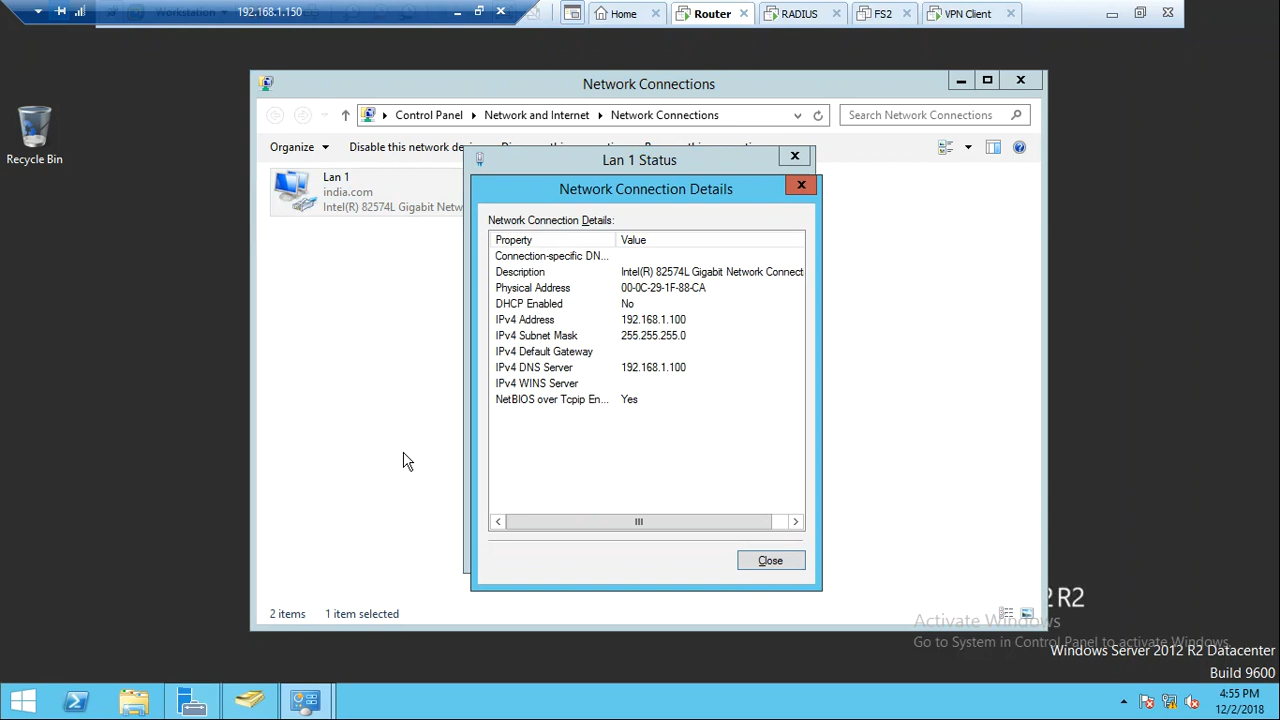 Workstation
192.168.1.150
Home
Router
RADIUS
FS2
VPN Client
Recycle Bin
Network Connections
Control Panel
Network and Internet
Network Connections
Search Network Connections
Organize
Disable this network de
Lan 1
india.com
Intel(R) 82574L Gigabit Netw
Lan 1 Status
Network Connection Details
Network Connection Details:
Property Value
Connection-specific DN...
Description Intel(R) 82574L Gigabit Network Connect
Physical Address 00-0C-29-1F-88-CA
DHCP Enabled No
IPv4 Address 192.168.1.100
IPv4 Subnet Mask 255.255.255.0
IPv4 Default Gateway
IPv4 DNS Server 192.168.1.100
IPv4 WINS Server
NetBIOS over Tcpip En... Yes
Close
2 items 1 item selected
2 R2
Activate Windows
Go to System in Control Panel to activate Windows.
Windows Server 2012 R2 Datacenter
Build 9600
4:55 PM
12/2/2018